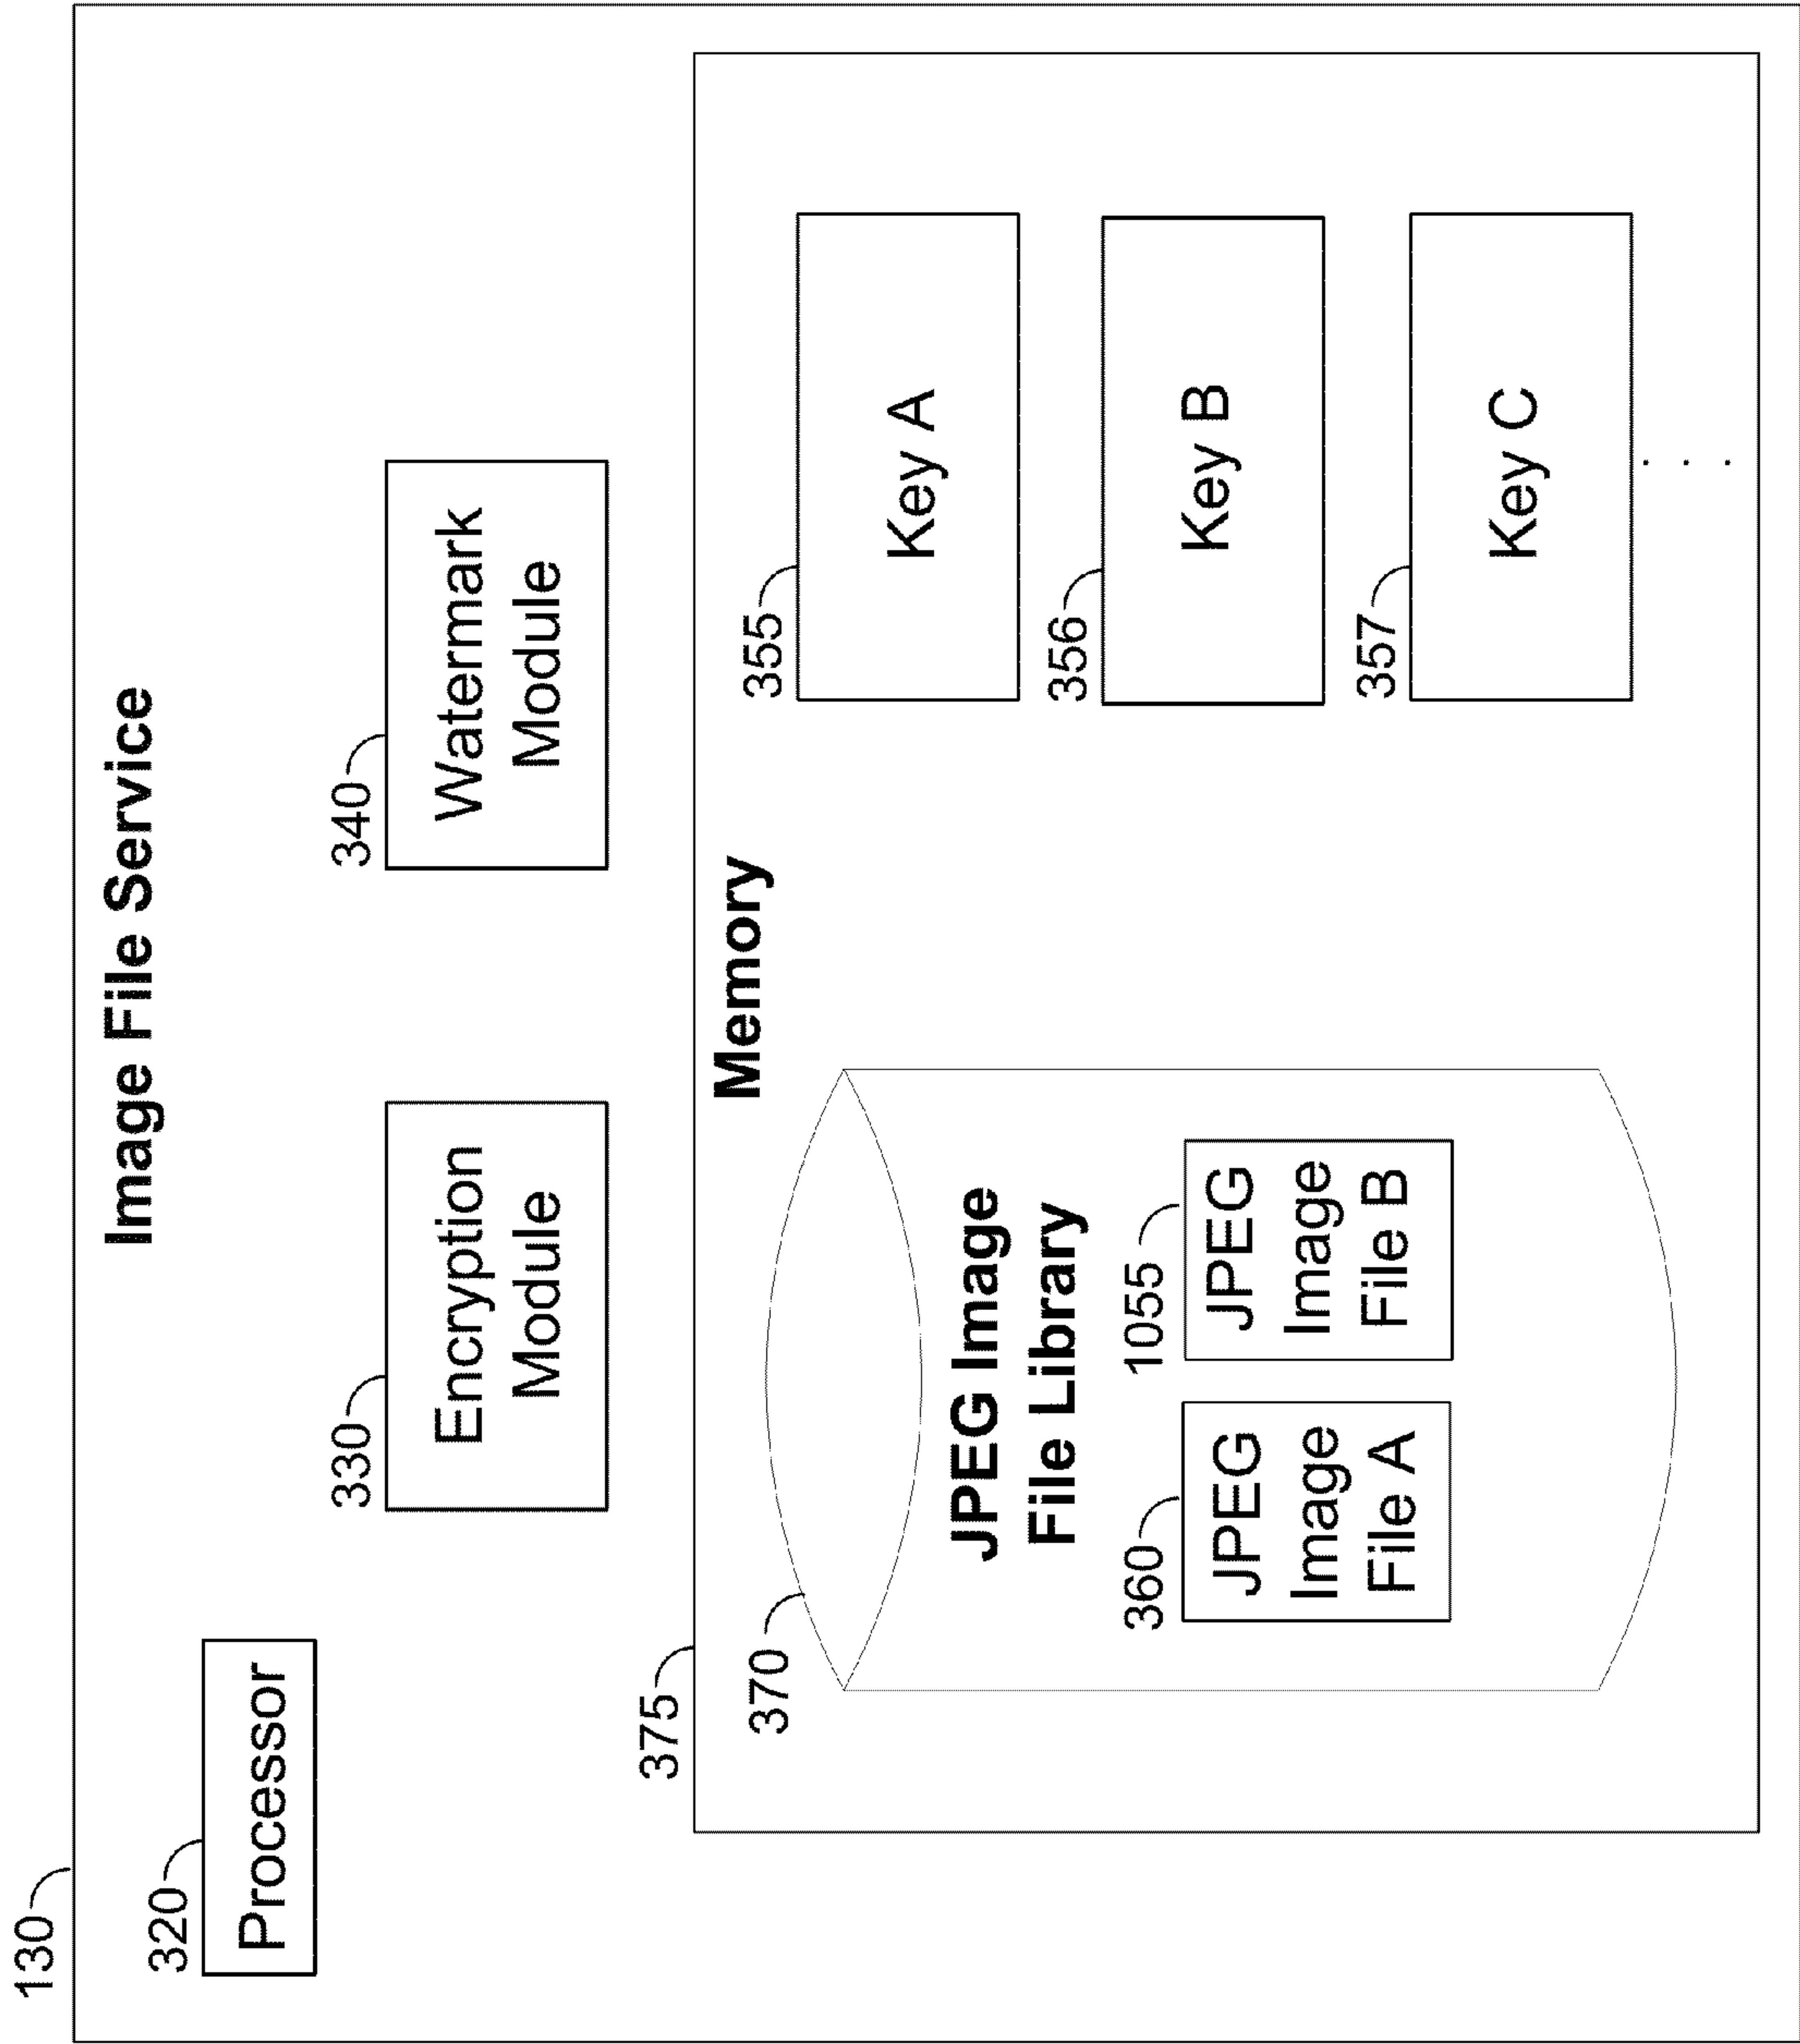 130
Image File Service
320
Processor
330
Encryption
Module
340
Watermark
Module
375
Memory
370
JPEG Image
File Library
360
JPEG
Image
File A
1055
JPEG
Image
File B
355
Key A
356
Key B
357
Key C
. . .